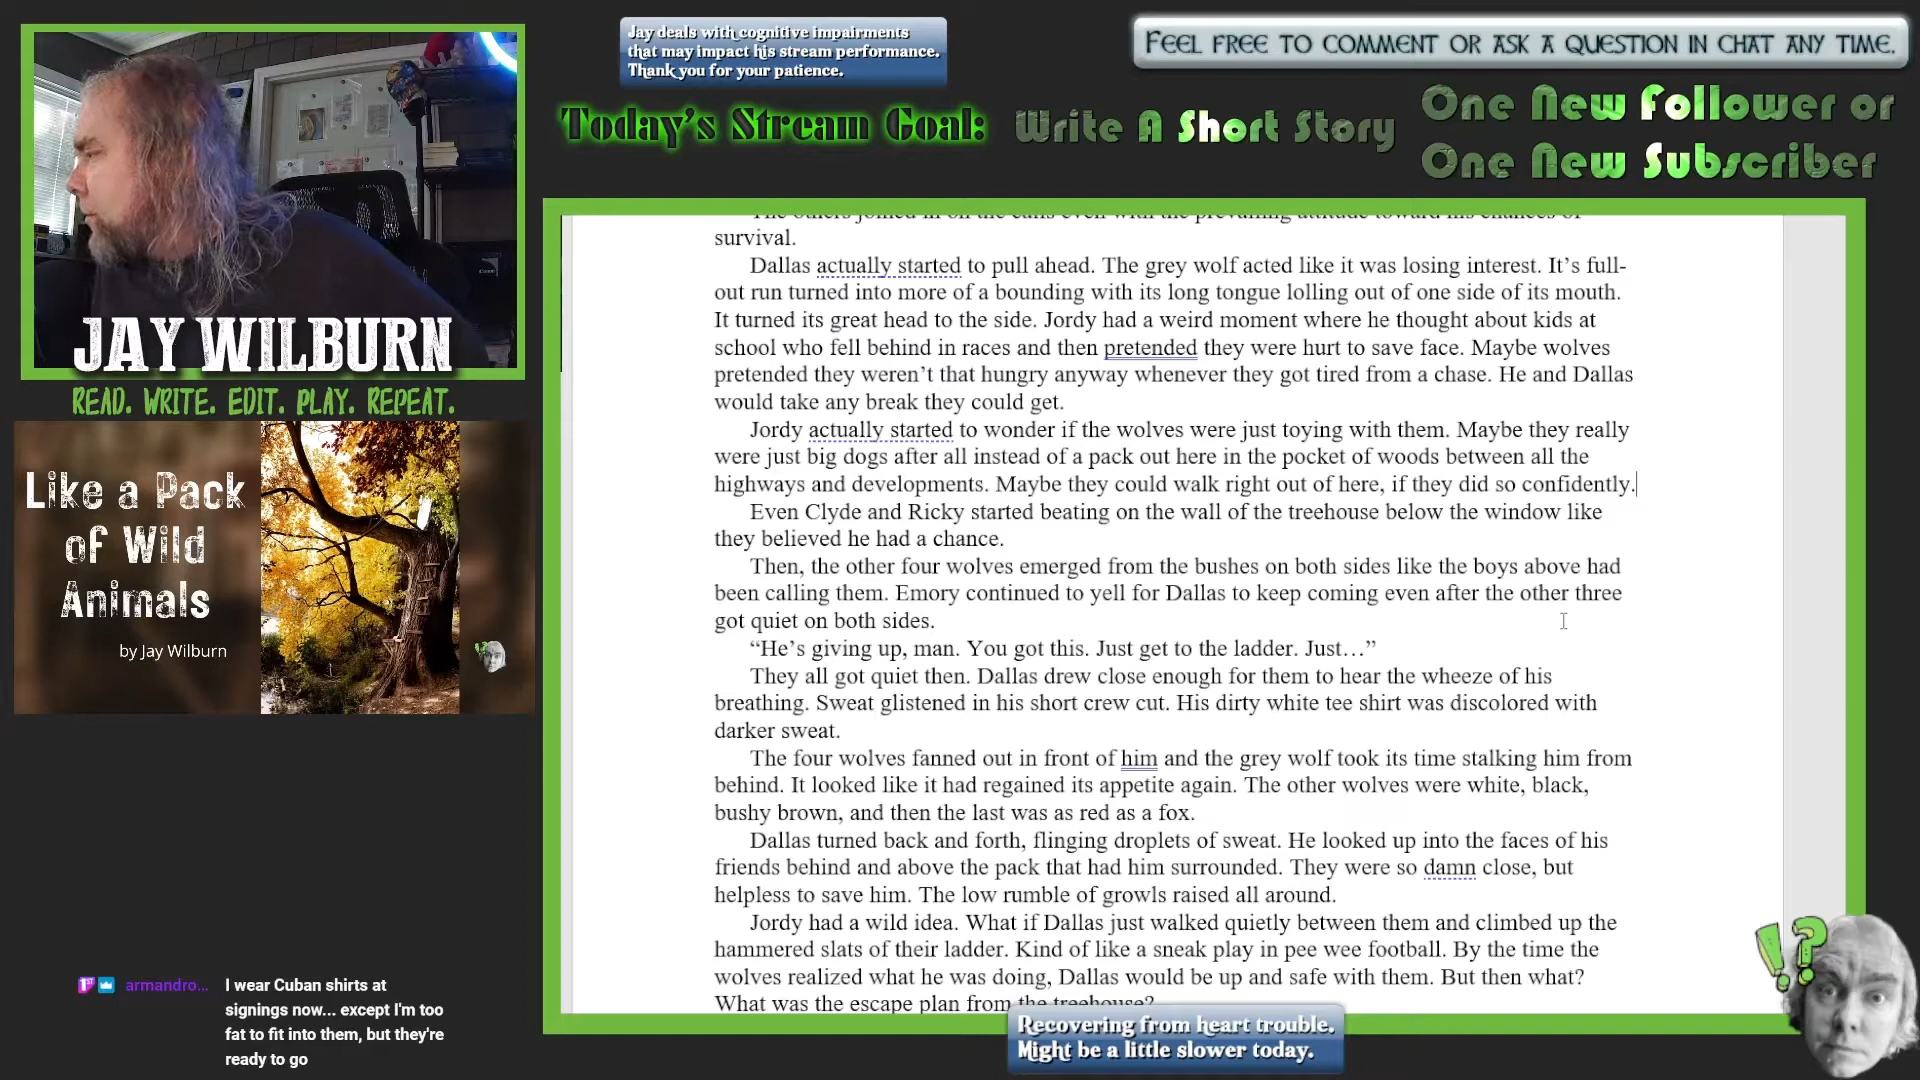 Jay deals with cognitive impairments
that may impact his stream performance.
Thank you for your patience.
Feel free to comment or ask a question in chat any time.
Today's Stream Goal:
Write A Short Story
One New Follower or
One New Subscriber
JAY WILBURN
READ. WRITE. EDIT. PLAY. REPEAT.
Like a Pack
of Wild
Animals
by Jay Wilburn
The others joined in on the calls even with the prevailing attitude toward his chances of
survival.
Dallas actually started to pull ahead. The grey wolf acted like it was losing interest. It’s full-
out run turned into more of a bounding with its long tongue lolling out of one side of its mouth.
It turned its great head to the side. Jordy had a weird moment where he thought about kids at
school who fell behind in races and then pretended they were hurt to save face. Maybe wolves
pretended they weren’t that hungry anyway whenever they got tired from a chase. He and Dallas
would take any break they could get.
Jordy actually started to wonder if the wolves were just toying with them. Maybe they really
were just big dogs after all instead of a pack out here in the pocket of woods between all the
highways and developments. Maybe they could walk right out of here, if they did so confidently.
Even Clyde and Ricky started beating on the wall of the treehouse below the window like
they believed he had a chance.
Then, the other four wolves emerged from the bushes on both sides like the boys above had
been calling them. Emory continued to yell for Dallas to keep coming even after the other three
got quiet on both sides.
“He’s giving up, man. You got this. Just get to the ladder. Just…”
They all got quiet then. Dallas drew close enough for them to hear the wheeze of his
breathing. Sweat glistened in his short crew cut. His dirty white tee shirt was discolored with
darker sweat.
The four wolves fanned out in front of him and the grey wolf took its time stalking him from
behind. It looked like it had regained its appetite again. The other wolves were white, black,
bushy brown, and then the last was as red as a fox.
Dallas turned back and forth, flinging droplets of sweat. He looked up into the faces of his
friends behind and above the pack that had him surrounded. They were so damn close, but
helpless to save him. The low rumble of growls raised all around.
Jordy had a wild idea. What if Dallas just walked quietly between them and climbed up the
hammered slats of their ladder. Kind of like a sneak play in pee wee football. By the time the
wolves realized what he was doing, Dallas would be up and safe with them. But then what?
What was the escape plan from the treehouse?
armandro... I wear Cuban shirts at
signings now... except I'm too
fat to fit into them, but they're
ready to go
Recovering from heart trouble.
Might be a little slower today.
!?